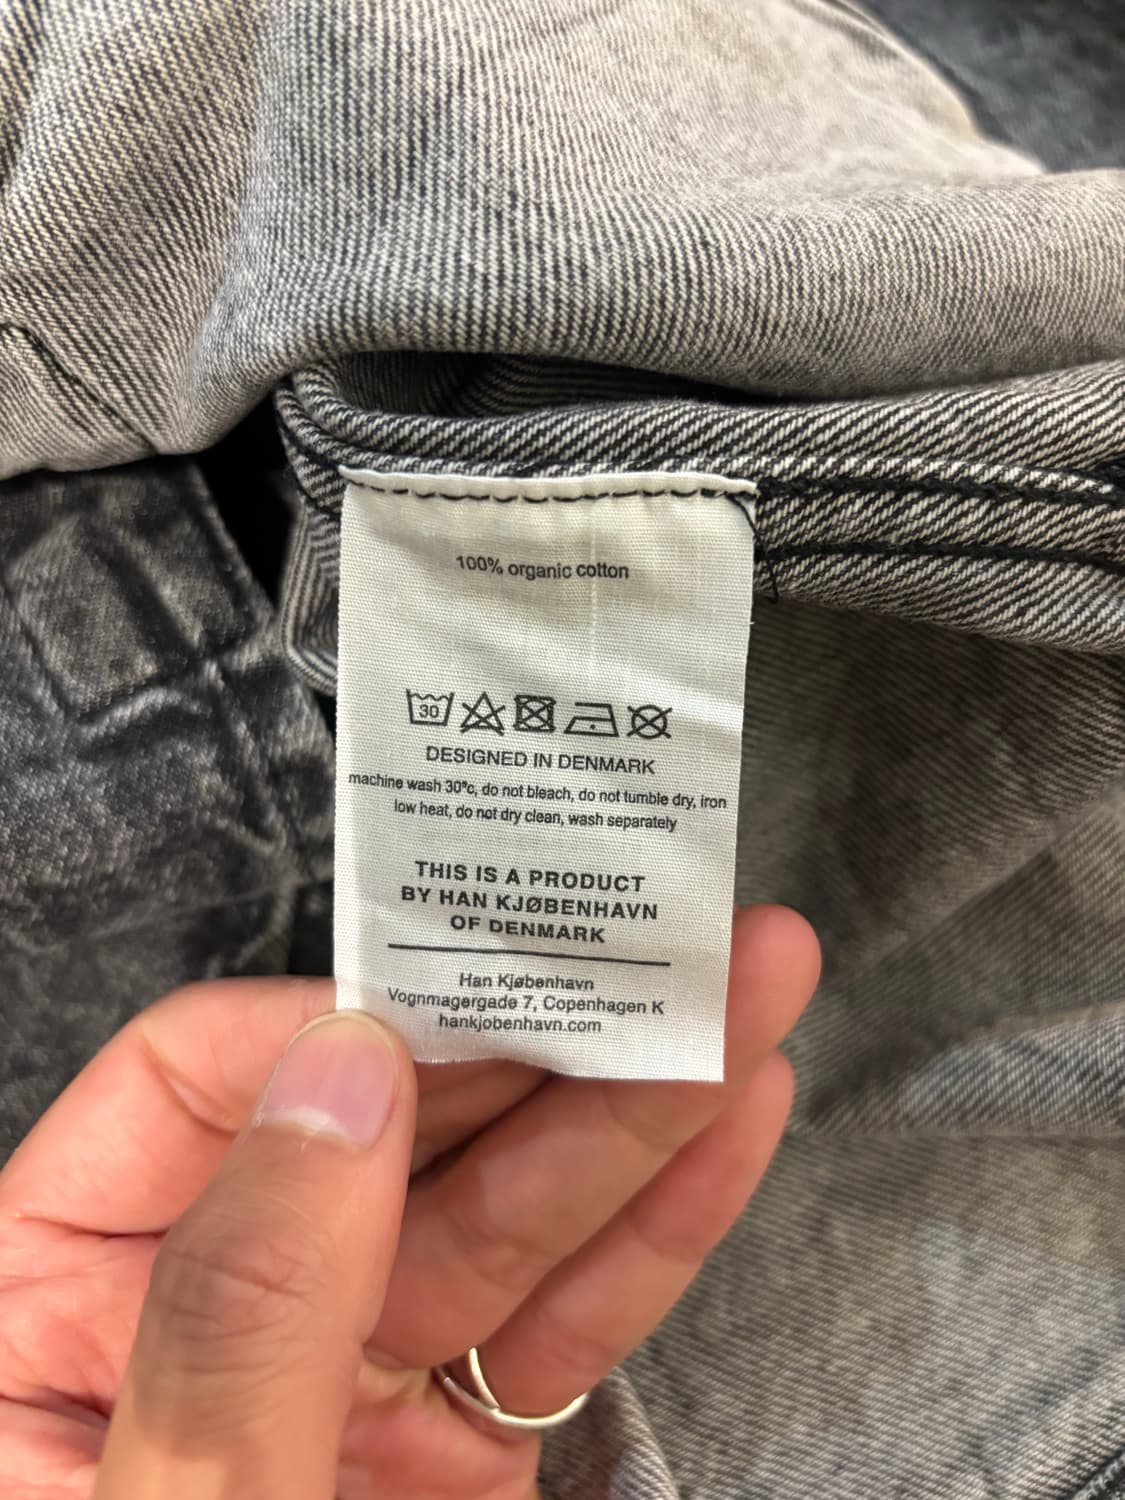 100% organic cotton
30
DESIGNED IN DENMARK
machine wash 30°c, do not bleach, do not tumble dry, iron
low heat, do not dry clean, wash separately
THIS IS A PRODUCT
BY HAN KJØBENHAVN
OF DENMARK
Han Kjøbenhavn
Vognmagergade 7, Copenhagen K
hankjobenhavn.com